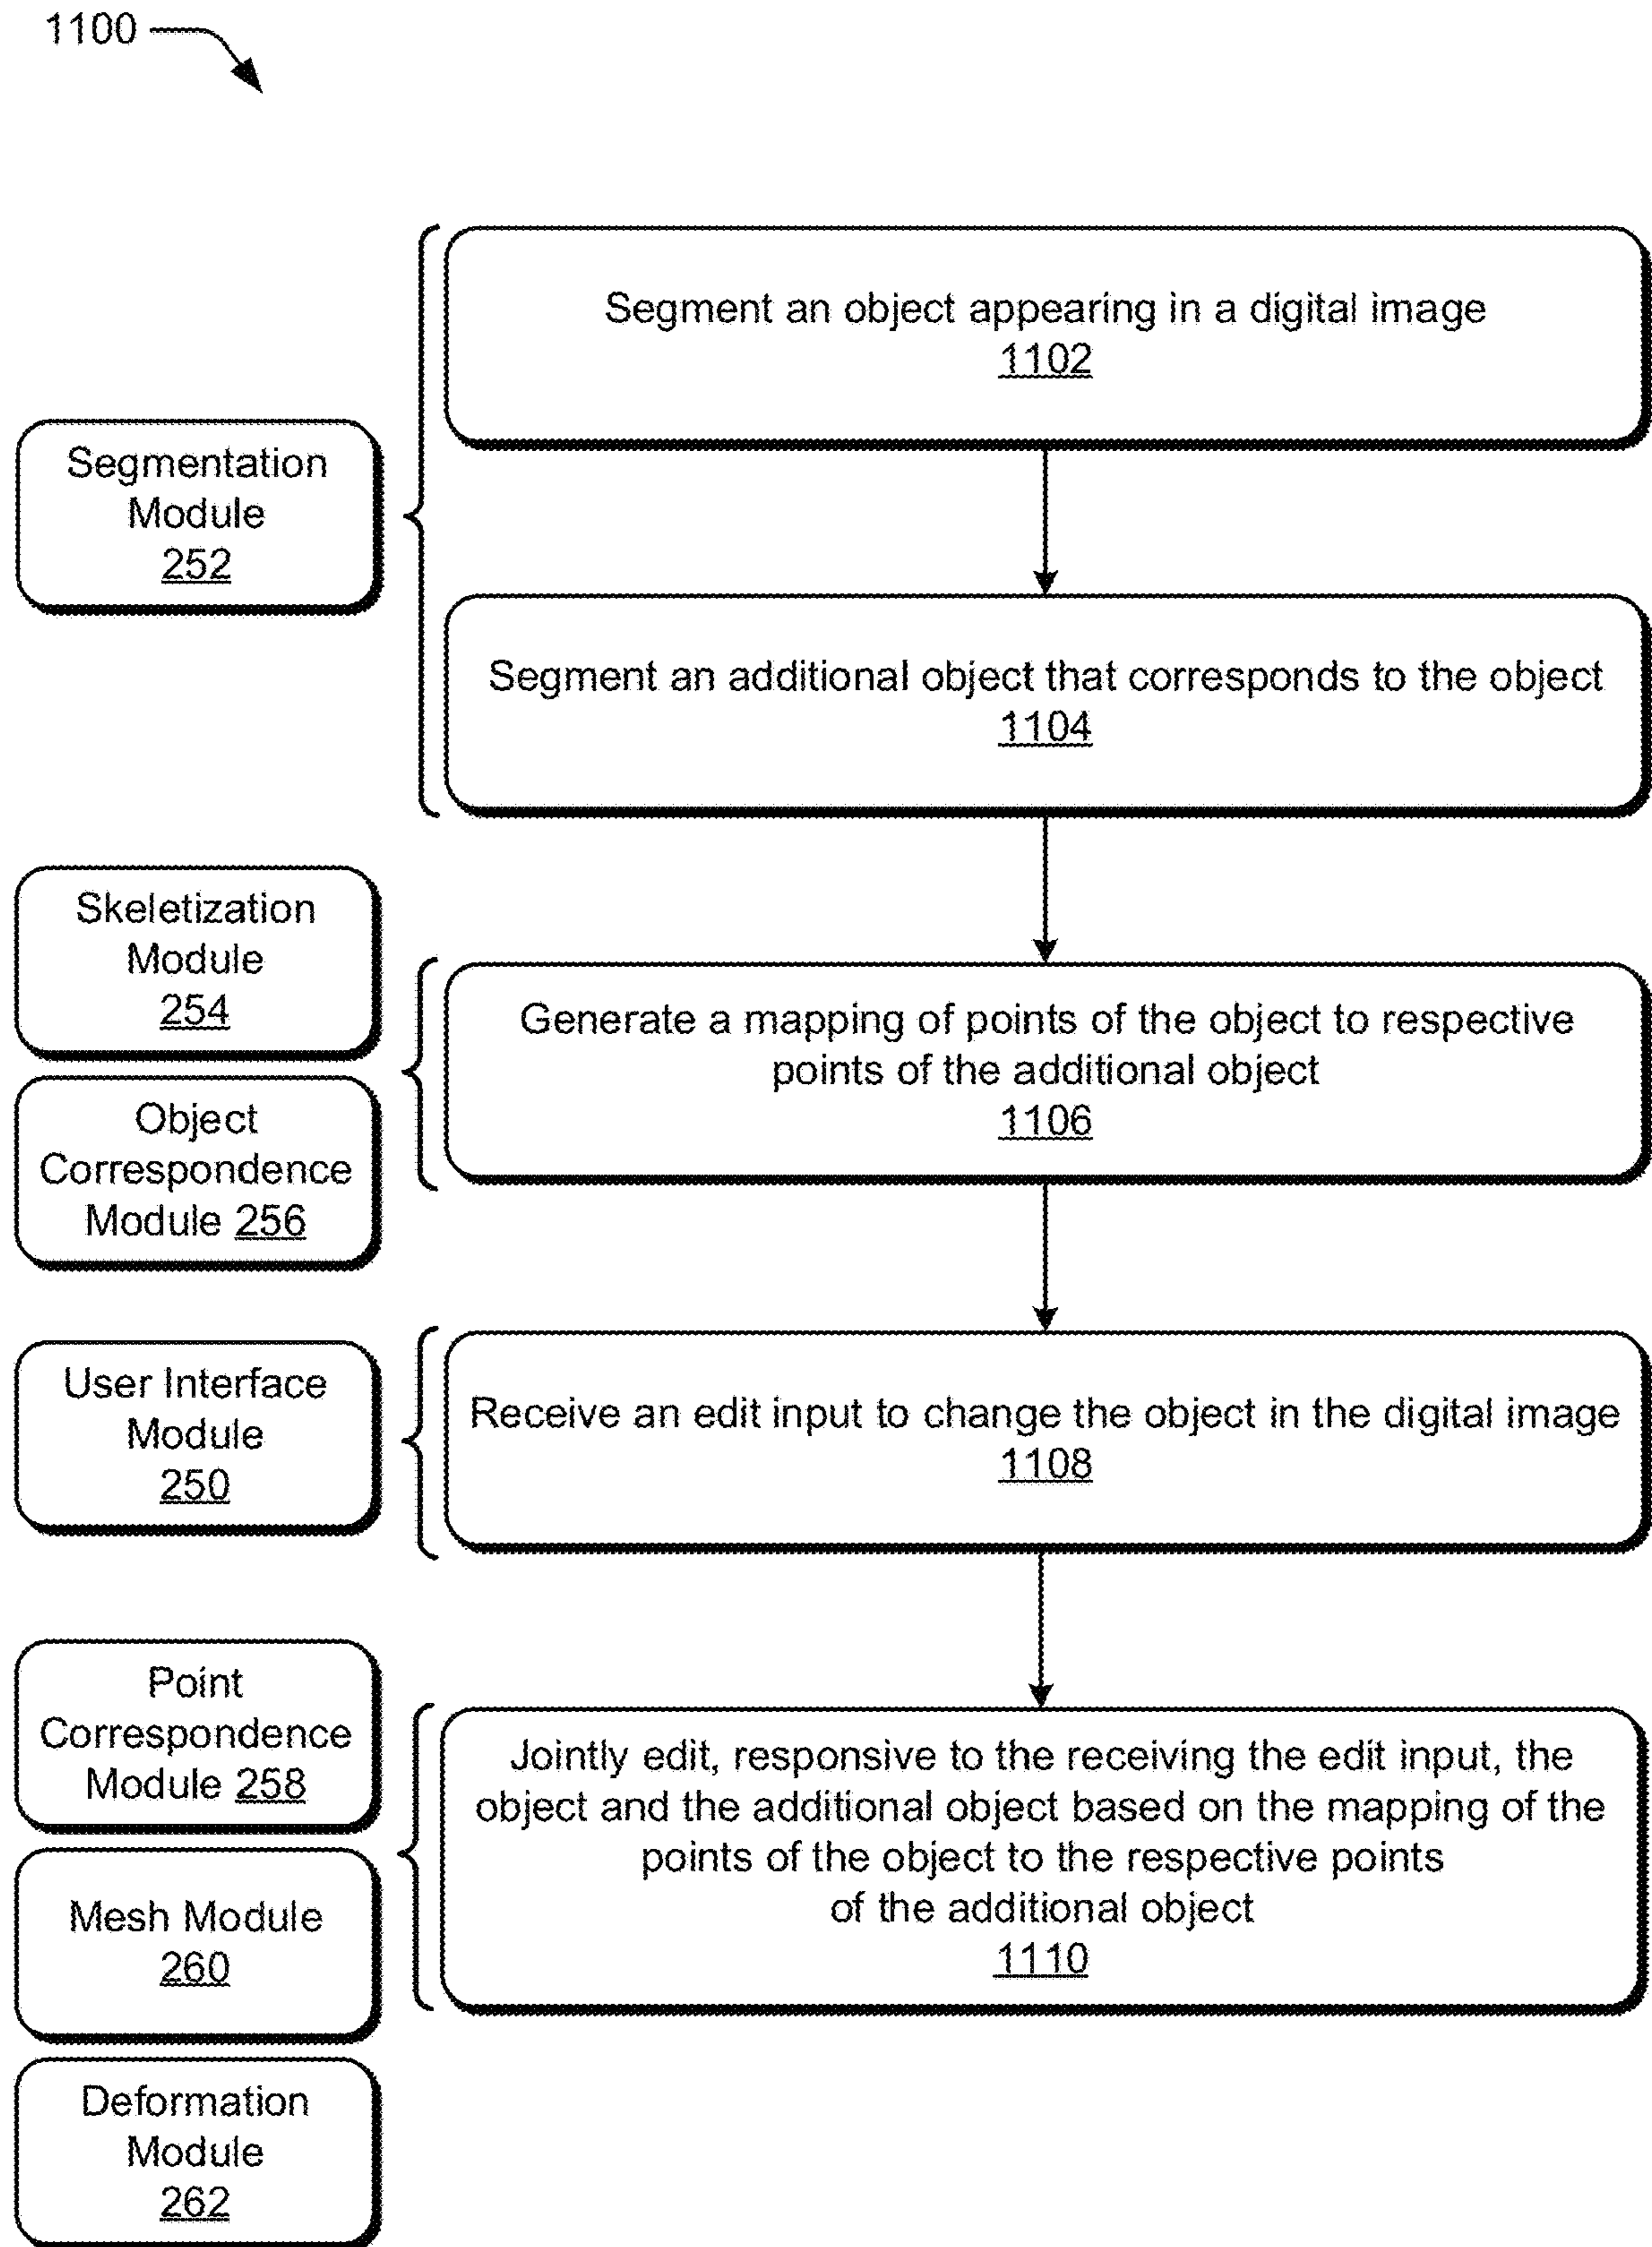 1100
Segment an object appearing in a digital image
1102
Segmentation
Module
252
Segment an additional object that corresponds to the object
1104
Skeletization
Module
254
Object
Correspondence
Module 256
Generate a mapping of points of the object to respective
points of the additional object
1106
User Interface
Module
250
Receive an edit input to change the object in the digital image
1108
Point
Correspondence
Module 258
Mesh Module
260
Deformation
Module
262
Jointly edit, responsive to the receiving the edit input, the
object and the additional object based on the mapping of the
points of the object to the respective points
of the additional object
1110